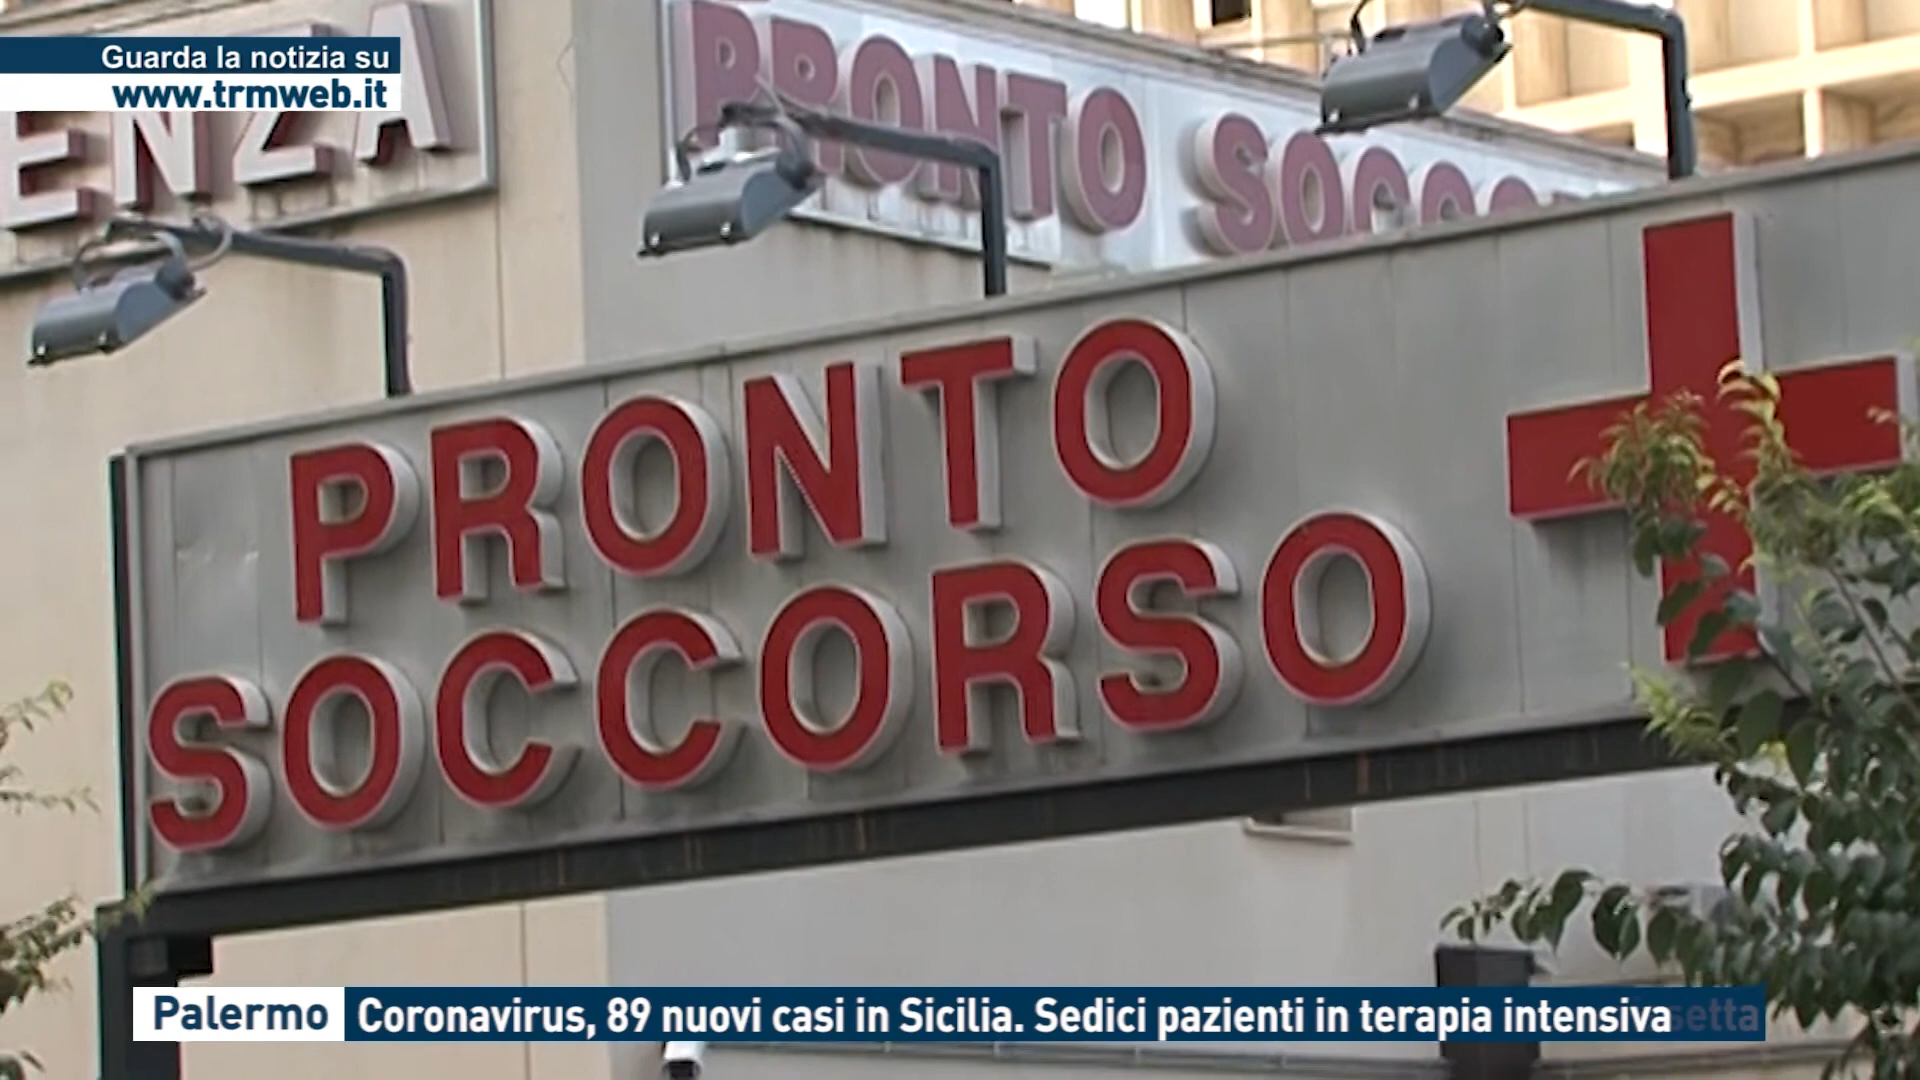 Guarda la notizia su
www.trmweb.it
ENZA
PRONTO SOCCO
PRONTO
SOCCORSO
Palermo Coronavirus, 89 nuovi casi in Sicilia. Sedici pazienti in terapia intensiva